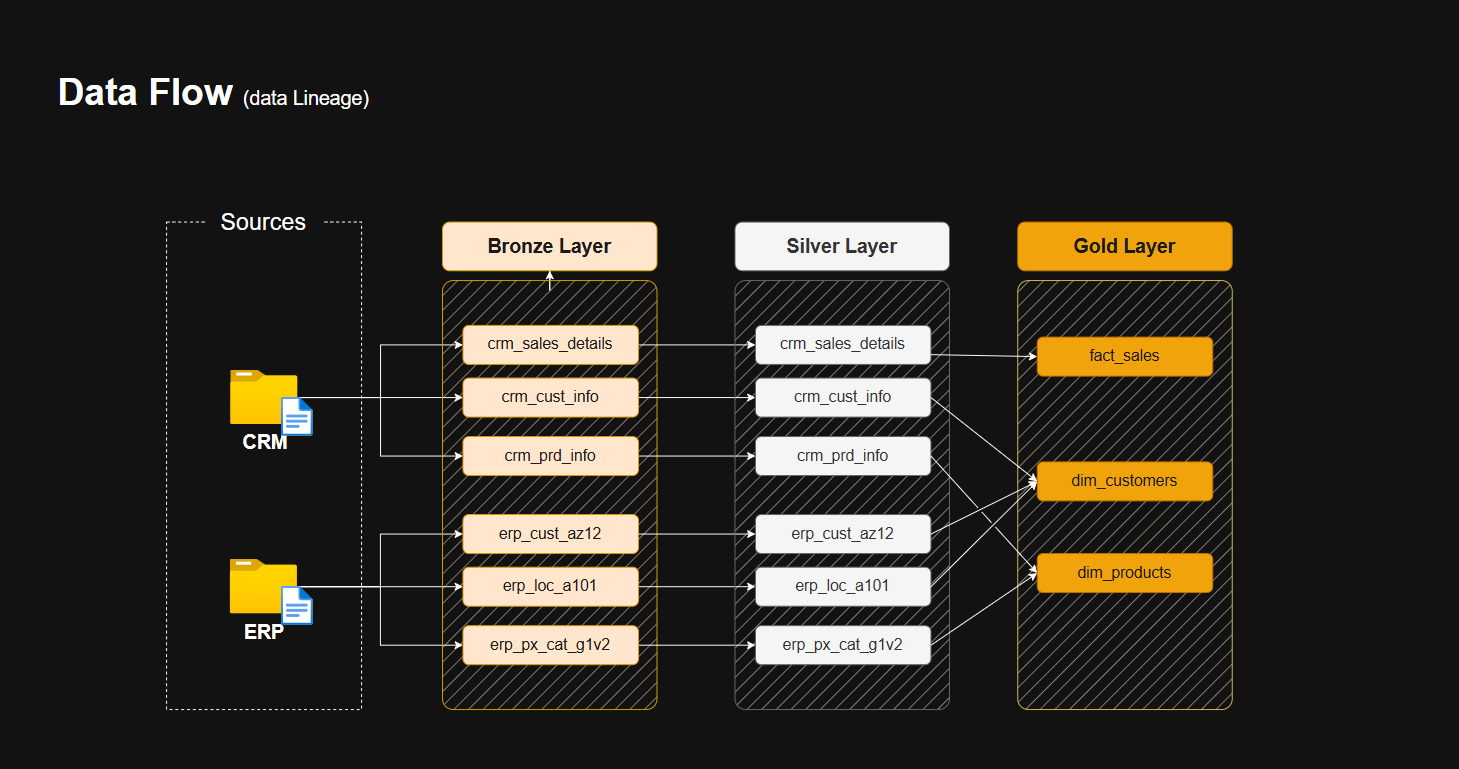 Data Flow (data Lineage)
Sources
CRM
ERP
Bronze Layer
crm_sales_details
crm_cust_info
crm_prd_info
erp_cust_az12
erp_loc_a101
erp_px_cat_g1v2
Silver Layer
crm_sales_details
crm_cust_info
crm_prd_info
erp_cust_az12
erp_loc_a101
erp_px_cat_g1v2
Gold Layer
fact_sales
dim_customers
dim_products